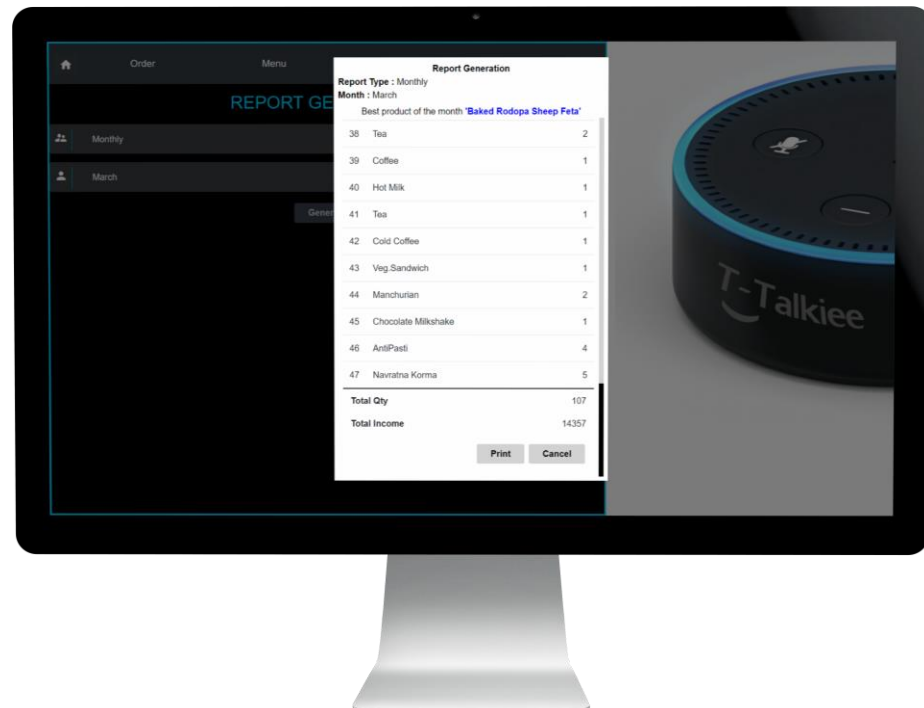 Order Menu
REPORT GE
Monthly
March
Gener
Report Generation
Report Type : Monthly
Month : March
Best product of the month 'Baked Rodopa Sheep Feta'
38 Tea 2
39 Coffee 1
40 Hot Milk 1
41 Tea 1
42 Cold Coffee 1
43 Veg.Sandwich 1
44 Manchurian 2
45 Chocolate Milkshake 1
46 AntiPasti 4
47 Navratna Korma 5
Total Qty 107
Total Income 14357
Print Cancel
T-Talkiee